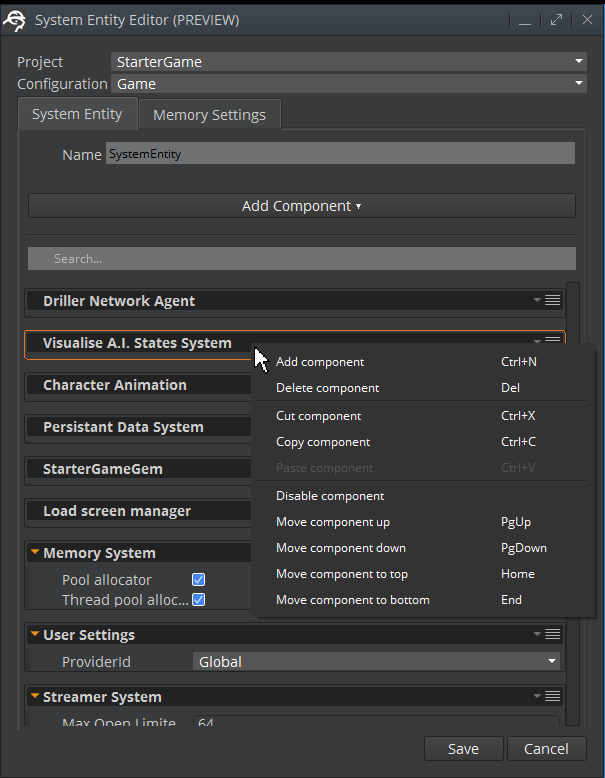 System Entity Editor (PREVIEW)
Project StarterGame
Configuration Game
System Entity Memory Settings
Name SystemEntity
Add Component
Search...
Driller Network Agent
Visualise A.I. States System
Character Animation
Persistant Data System
StarterGameGem
Load screen manager
Memory System
Pool allocator
Thread pool alloc...
User Settings
ProviderId Global
Streamer System
Max Open Limite 64
Add component Ctrl+N
Delete component Del
Cut component Ctrl+X
Copy component Ctrl+C
Paste component Ctrl+V
Disable component
Move component up PgUp
Move component down PgDown
Move component to top Home
Move component to bottom End
Save Cancel